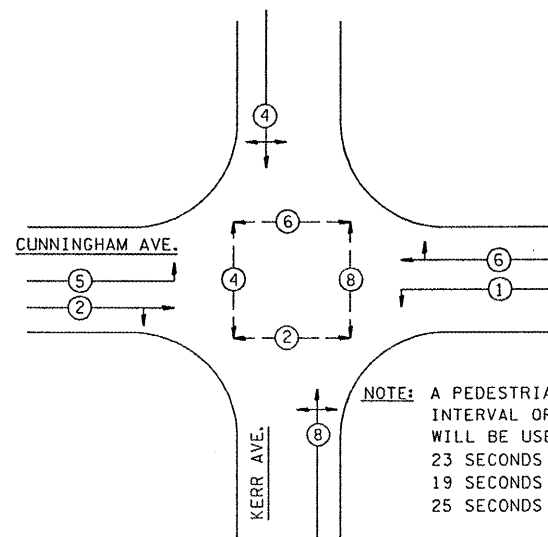 4
6
CUNNINGHAM AVE.
5
4
8
6
1
2
2
NOTE: A PEDESTRIA
INTERVAL OF
WILL BE USE
8
23 SECONDS
19 SECONDS
25 SECONDS
KERR AVE.